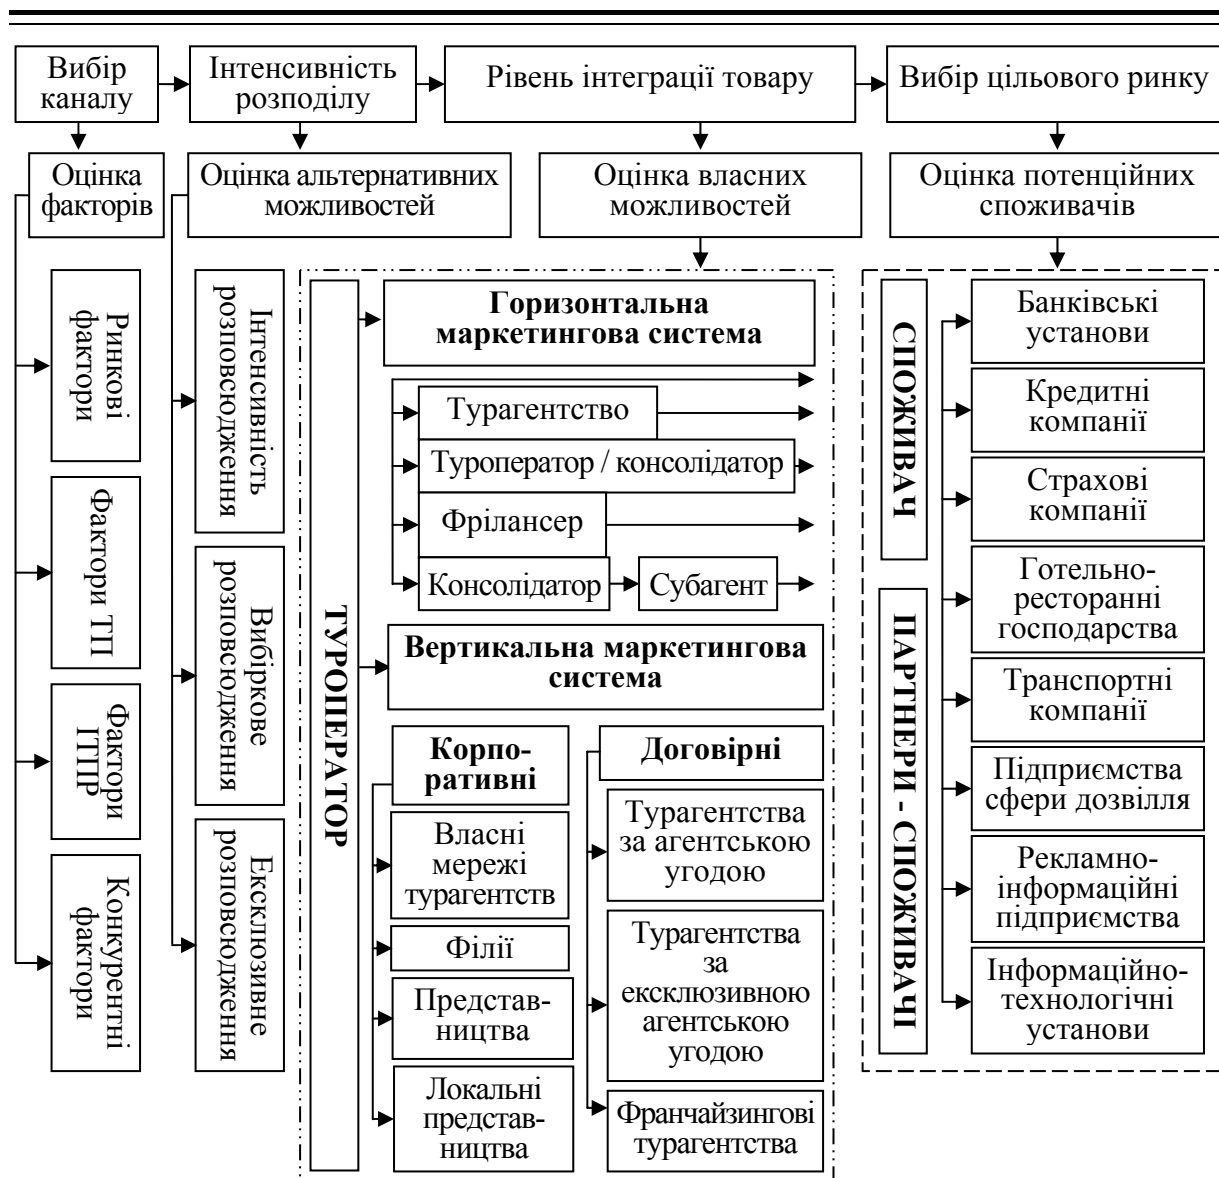 Вибір
каналу
Інтенсивність
розподілу
Рівень інтеграції товару
Вибір цільового ринку
Оцінка
факторів
Оцінка альтернативних
можливостей
Оцінка власних
можливостей
Оцінка потенційних
споживачів
Ринкові
фактори
Фактори ТП
Фактори
ІТПР
Конкурентні
фактори
Інтенсивність
розповсюдження
Вибіркове
розповсюдження
Ексклюзивне
розповсюдження
ТУРОПЕРАТОР
Горизонтальна
маркетингова система
Турагентство
Туроператор / консолідатор
Фрілансер
Консолідатор
Субагент
Вертикальна маркетингова
система
Корпо-
ративні
Власні
мережі
турагентств
Філії
Представ-
ництва
Локальні
представ-
ництва
Договірні
Турагентства
за агентською
угодою
Турагентства
за
ексклюзивною
агентською
угодою
Франчайзингові
турагентства
СПОЖИВАЧ
ПАРТНЕРИ - СПОЖИВАЧІ
Банківські
установи
Кредитні
компанії
Страхові
компанії
Готельно-
ресторанні
господарства
Транспортні
компанії
Підприємства
сфери дозвілля
Рекламно-
інформаційні
підприємства
Інформаційно-
технологічні
установи